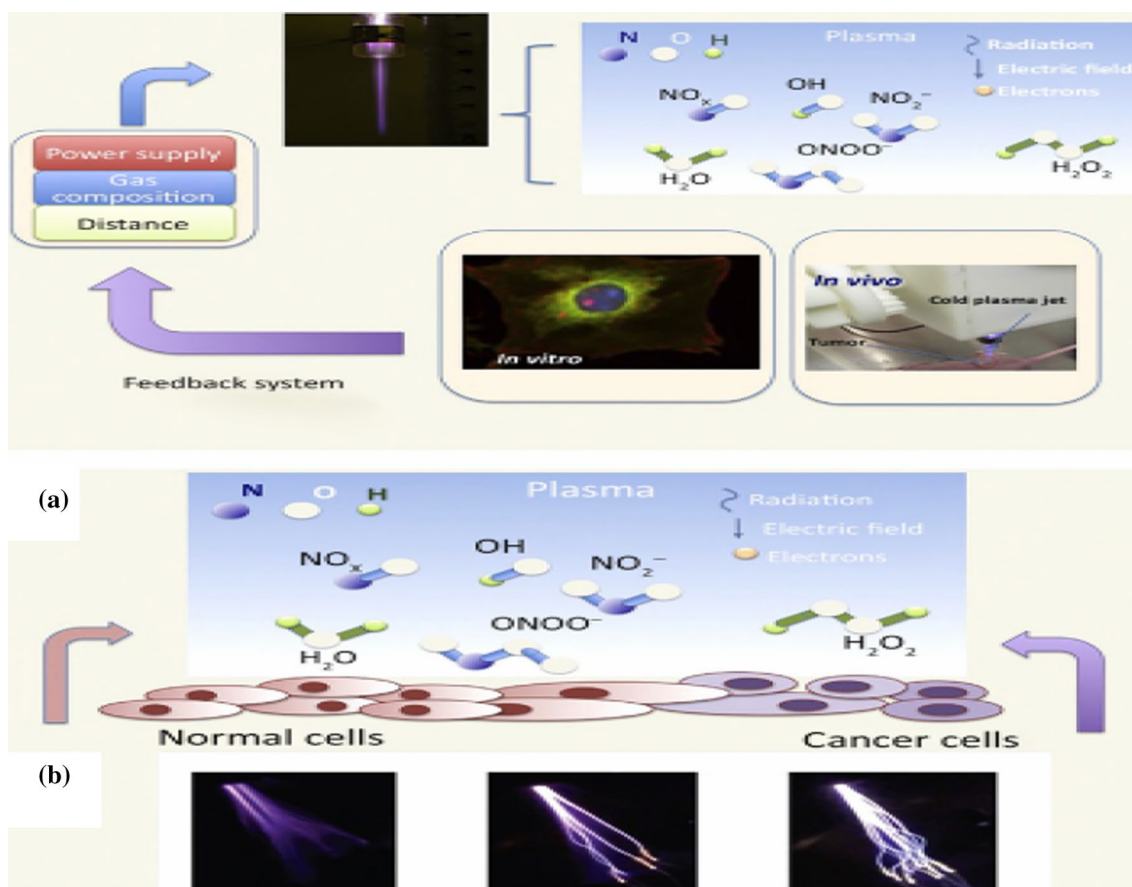 N O H Plasma
Radiation
Electric field
Electrons
NOₓ OH NO₂⁻
ONOO⁻
H₂O H₂O₂
Power supply
Gas
composition
Distance
In vitro
In vivo
Cold plasma jet
Tumor
Feedback system
(a)
N O H Plasma
Radiation
Electric field
Electrons
NOₓ OH NO₂⁻
ONOO⁻
H₂O H₂O₂
Normal cells Cancer cells
(b)